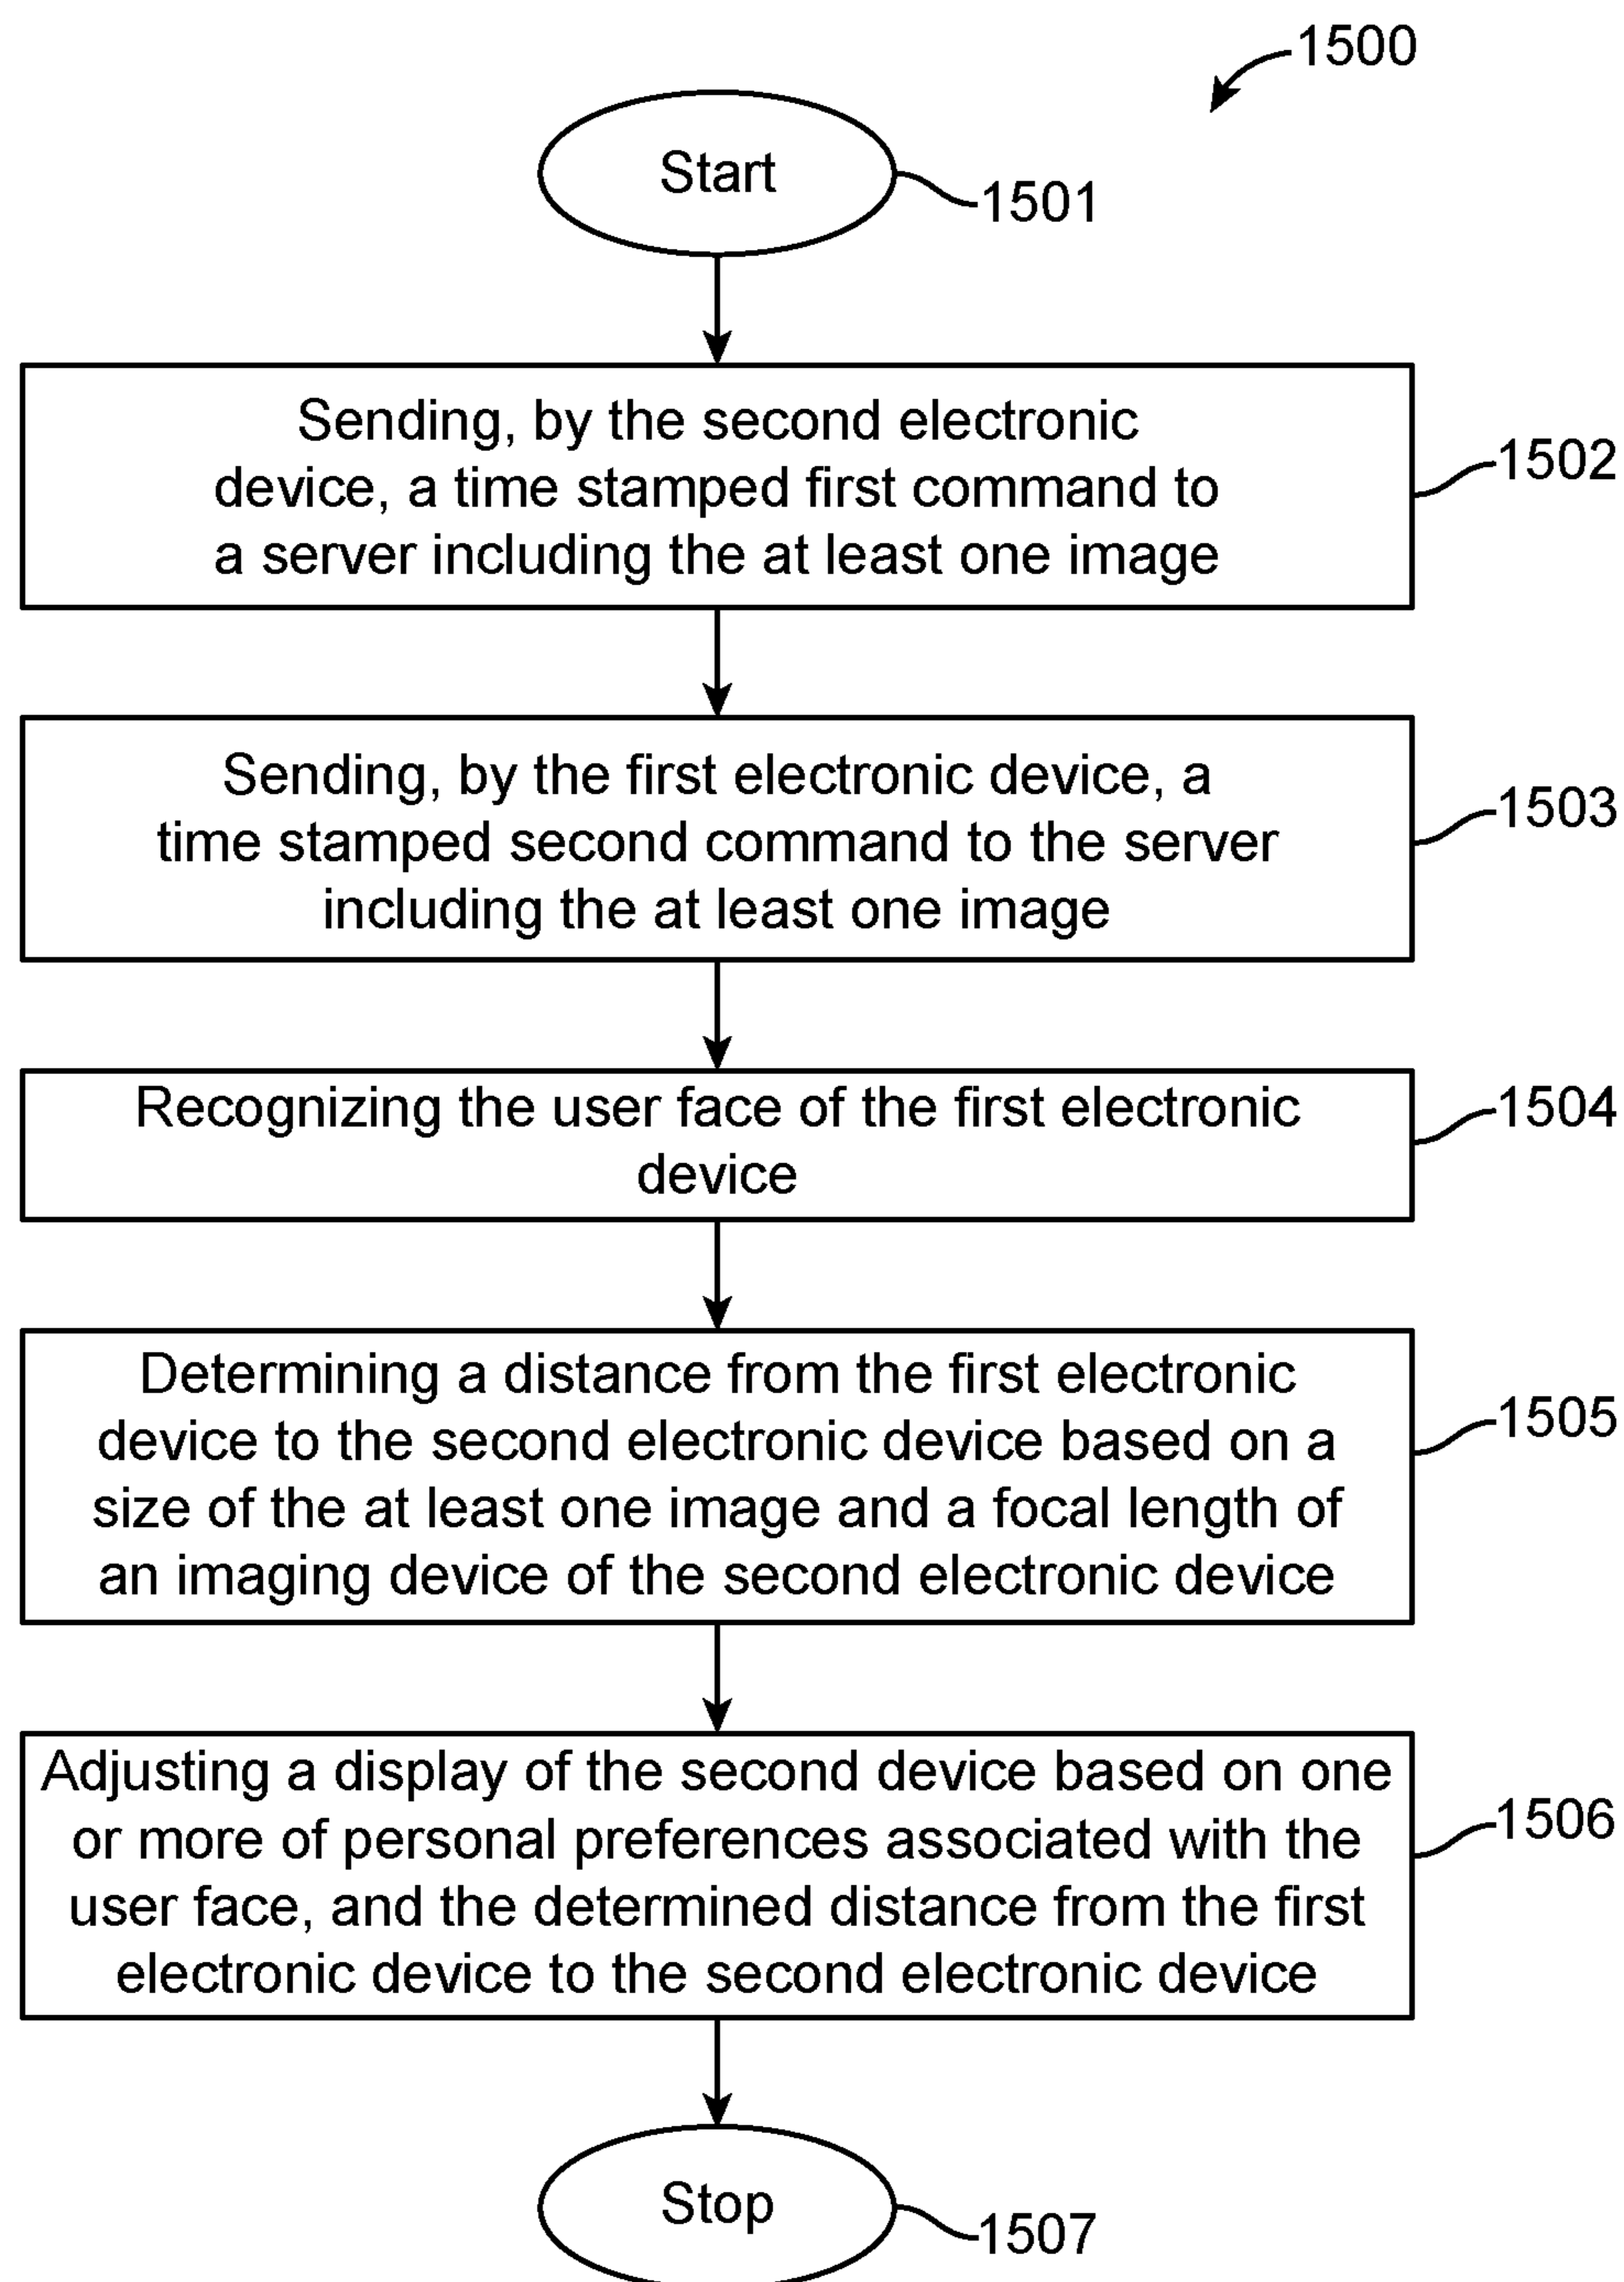 1500
Start
1501
Sending, by the second electronic
device, a time stamped first command to
a server including the at least one image
1502
Sending, by the first electronic device, a
time stamped second command to the server
including the at least one image
1503
Recognizing the user face of the first electronic
device
1504
Determining a distance from the first electronic
device to the second electronic device based on a
size of the at least one image and a focal length of
an imaging device of the second electronic device
1505
Adjusting a display of the second device based on one
or more of personal preferences associated with the
user face, and the determined distance from the first
electronic device to the second electronic device
1506
Stop
1507